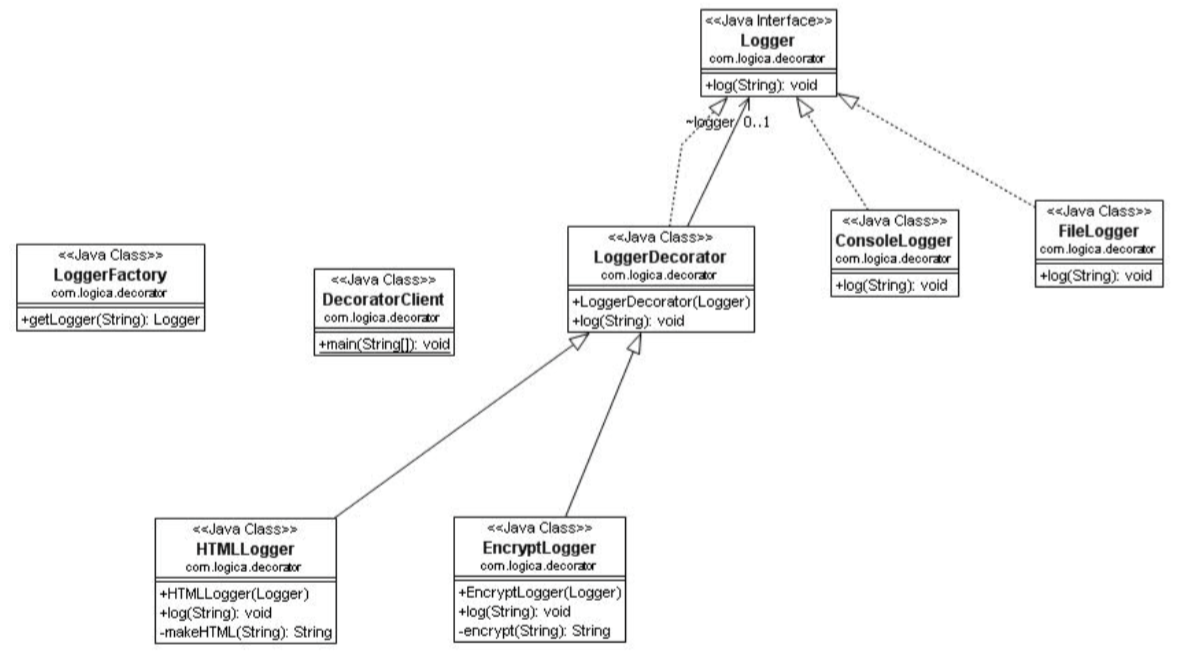 <<Java Interface>>
Logger
com.logica.decorator
+log(String): void
~logger 0..1
<<Java Class>>
LoggerFactory
com.logica.decorator
+getLogger(String): Logger
<<Java Class>>
DecoratorClient
com.logica.decorator
+main(String[]): void
<<Java Class>>
LoggerDecorator
com.logica.decorator
+LoggerDecorator(Logger)
+log(String): void
<<Java Class>>
ConsoleLogger
com.logica.decorator
+log(String): void
<<Java Class>>
FileLogger
com.logica.decorator
+log(String): void
<<Java Class>>
HTMLLogger
com.logica.decorator
+HTMLLogger(Logger)
+log(String): void
-makeHTML(String): String
<<Java Class>>
EncryptLogger
com.logica.decorator
+EncryptLogger(Logger)
+log(String): void
-encrypt(String): String